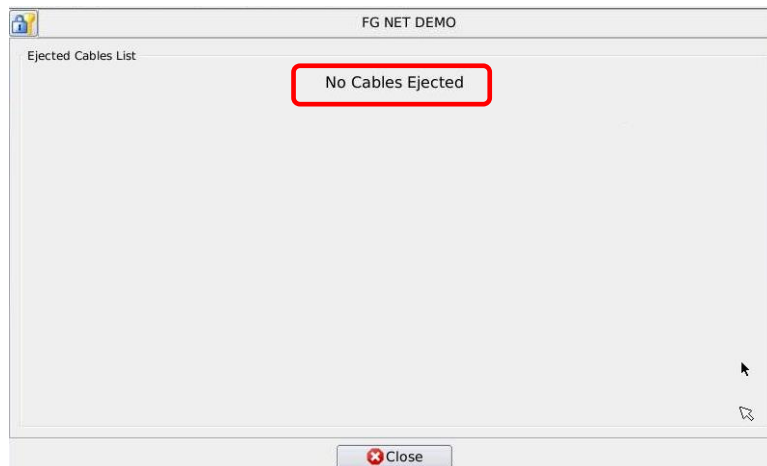 FG NET DEMO
Ejected Cables List
No Cables Ejected
Close